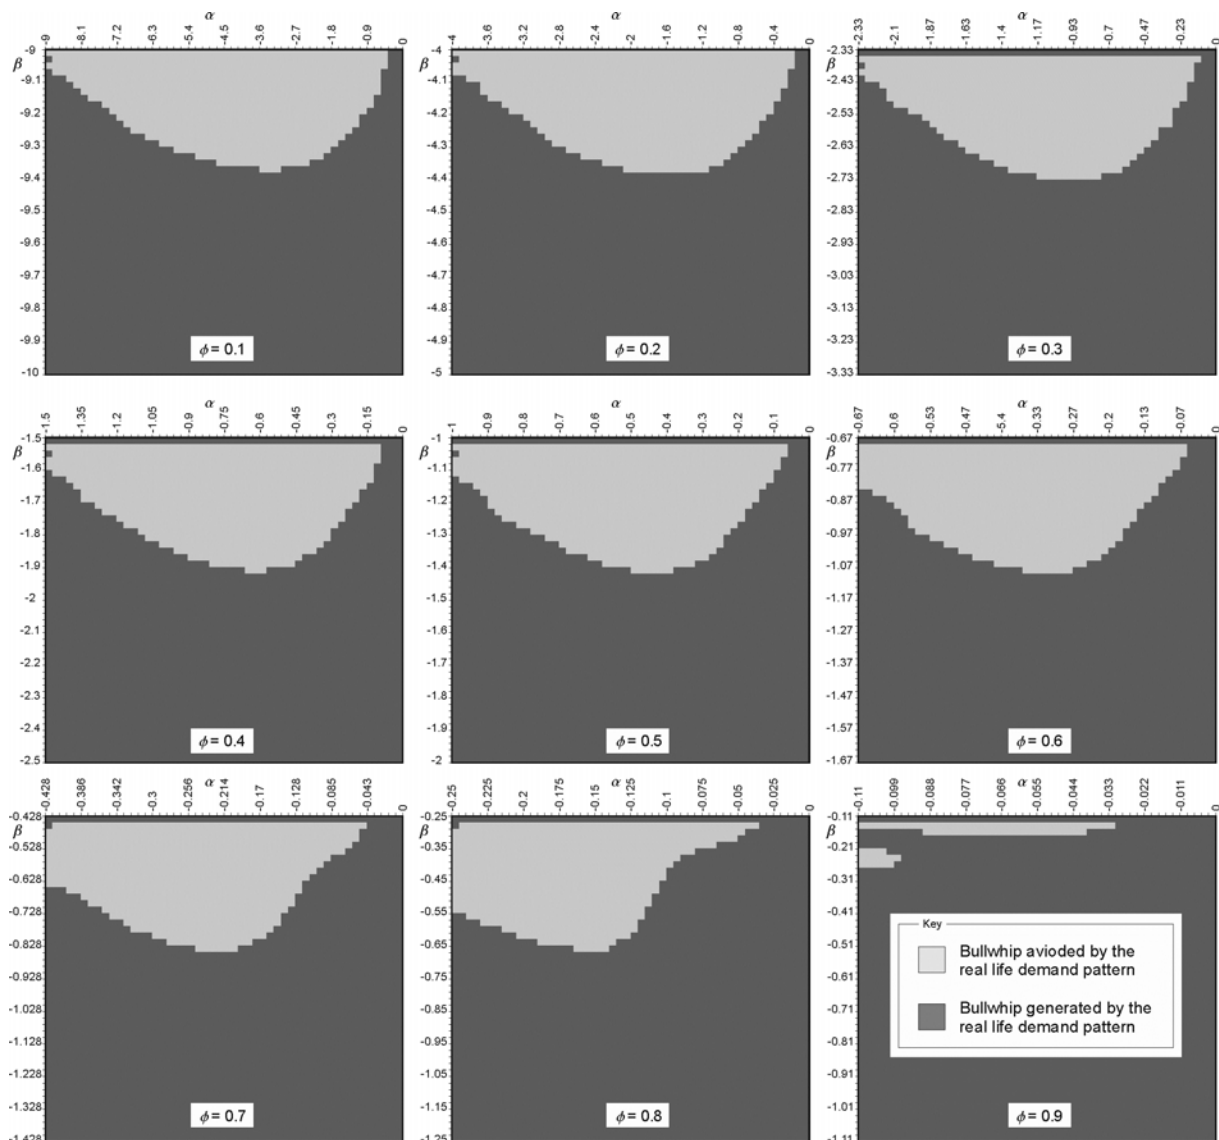 α α α
-9 -8.1 -7.2 -6.3 -5.4 -4.5 -3.6 -2.7 -1.8 -0.9 0
-4 -3.6 -3.2 -2.8 -2.4 -2 -1.6 -1.2 -0.8 -0.4 0
-2.33 -2.1 -1.87 -1.63 -1.4 -1.17 -0.93 -0.7 -0.47 -0.23 0
β
-9
-9.1
-9.2
-9.3
-9.4
-9.5
-9.6
-9.7
-9.8
-9.9
-10
ϕ = 0.1
β
-4
-4.1
-4.2
-4.3
-4.4
-4.5
-4.6
-4.7
-4.8
-4.9
-5
ϕ = 0.2
β
-2.33
-2.43
-2.53
-2.63
-2.73
-2.83
-2.93
-3.03
-3.13
-3.23
-3.33
ϕ = 0.3
α α α
-1.5 -1.35 -1.2 -1.05 -0.9 -0.75 -0.6 -0.45 -0.3 -0.15 0
-1 -0.9 -0.8 -0.7 -0.6 -0.5 -0.4 -0.3 -0.2 -0.1 0
-0.67 -0.6 -0.53 -0.47 -5.4 -0.33 -0.27 -0.2 -0.13 -0.07 0
β
-1.5
-1.6
-1.7
-1.8
-1.9
-2
-2.1
-2.2
-2.3
-2.4
-2.5
ϕ = 0.4
β
-1
-1.1
-1.2
-1.3
-1.4
-1.5
-1.6
-1.7
-1.8
-1.9
-2
ϕ = 0.5
β
-0.67
-0.77
-0.87
-0.97
-1.07
-1.17
-1.27
-1.37
-1.47
-1.57
-1.67
ϕ = 0.6
α α α
-0.428 -0.386 -0.342 -0.3 -0.256 -0.214 -0.17 -0.128 -0.085 -0.043 0
-0.25 -0.225 -0.2 -0.175 -0.15 -0.125 -0.1 -0.075 -0.05 -0.025 0
-0.11 -0.099 -0.088 -0.077 -0.066 -0.055 -0.044 -0.033 -0.022 -0.011 0
β
-0.428
-0.528
-0.628
-0.728
-0.828
-0.928
-1.028
-1.128
-1.228
-1.328
-1.428
ϕ = 0.7
β
-0.25
-0.35
-0.45
-0.55
-0.65
-0.75
-0.85
-0.95
-1.05
-1.15
-1.25
ϕ = 0.8
β
-0.11
-0.21
-0.31
-0.41
-0.51
-0.61
-0.71
-0.81
-0.91
-1.01
-1.11
Key
Bullwhip avioded by the
real life demand pattern
Bullwhip generated by the
real life demand pattern
ϕ = 0.9